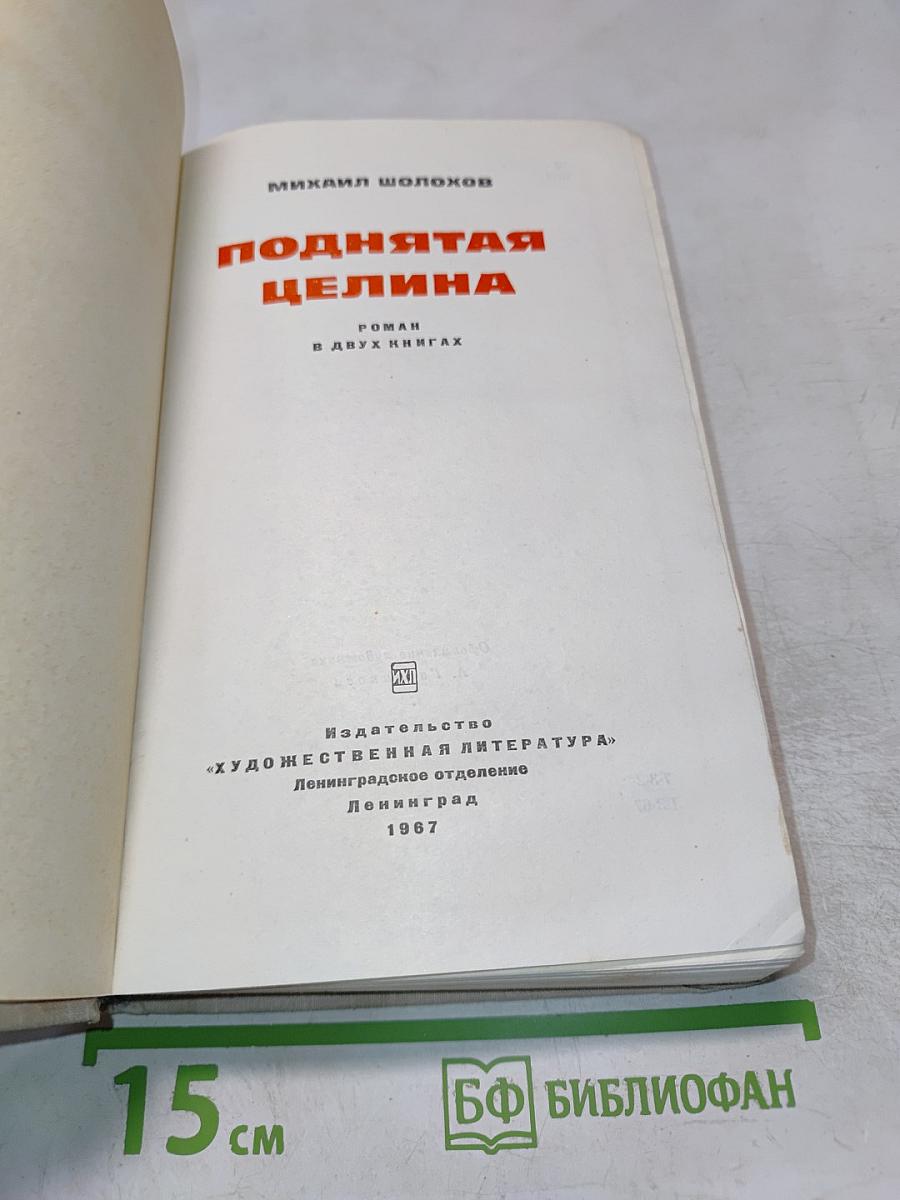 МИХАИЛ ШОЛОХОВ
ПОДНЯТАЯ
ЦЕЛИНА
РОМАН
В ДВУХ КНИГАХ
ИХЛ
Издательство
«ХУДОЖЕСТВЕННАЯ ЛИТЕРАТУРА»
Ленинградское отделение
Ленинград
1967
15 см
БФ БИБЛИОФАН